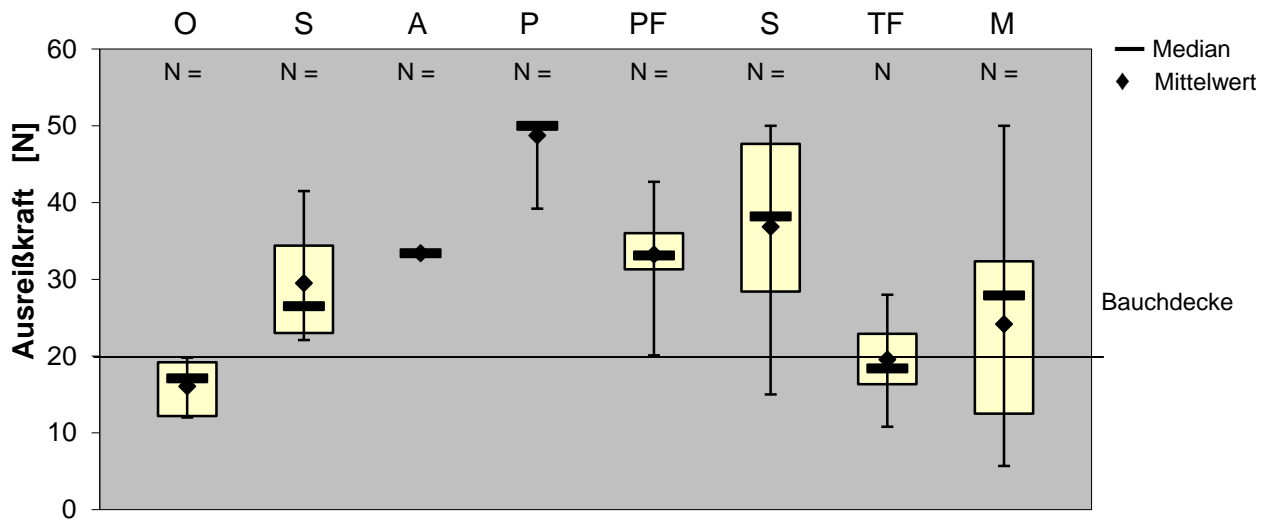 O S A P PF S TF M
N = N = N = N = N = N = N N =
Median
Mittelwert
Ausreißkraft [N]
60
50
40
30
20
10
0
Bauchdecke